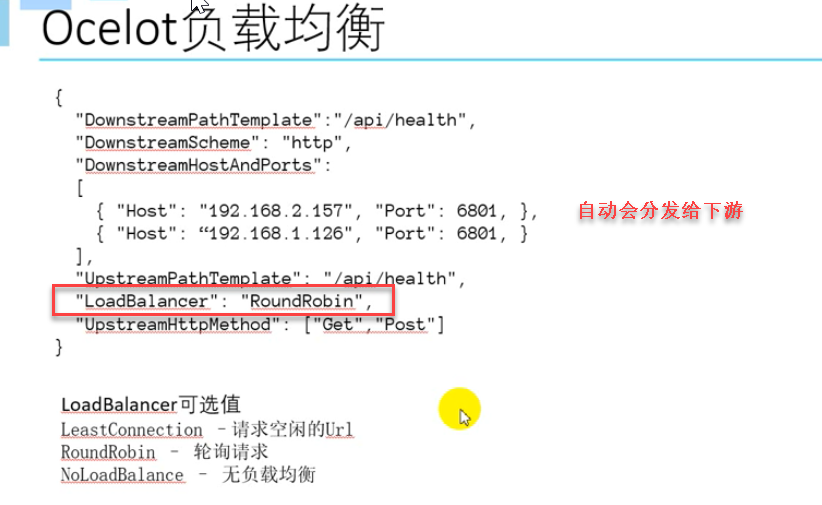 Ocelot负载均衡
{
"DownstreamPathTemplate":"/api/health",
"DownstreamScheme": "http",
"DownstreamHostAndPorts":
[
{ "Host": "192.168.2.157", "Port": 6801, },
自动会分发给下游
{ "Host": “192.168.1.126", "Port": 6801, }
],
"UpstreamPathTemplate": "/api/health",
"LoadBalancer": "RoundRobin",
"UpstreamHttpMethod": ["Get","Post"]
}
LoadBalancer可选值
LeastConnection – 请求空闲的Url
RoundRobin – 轮询请求
NoLoadBalance – 无负载均衡